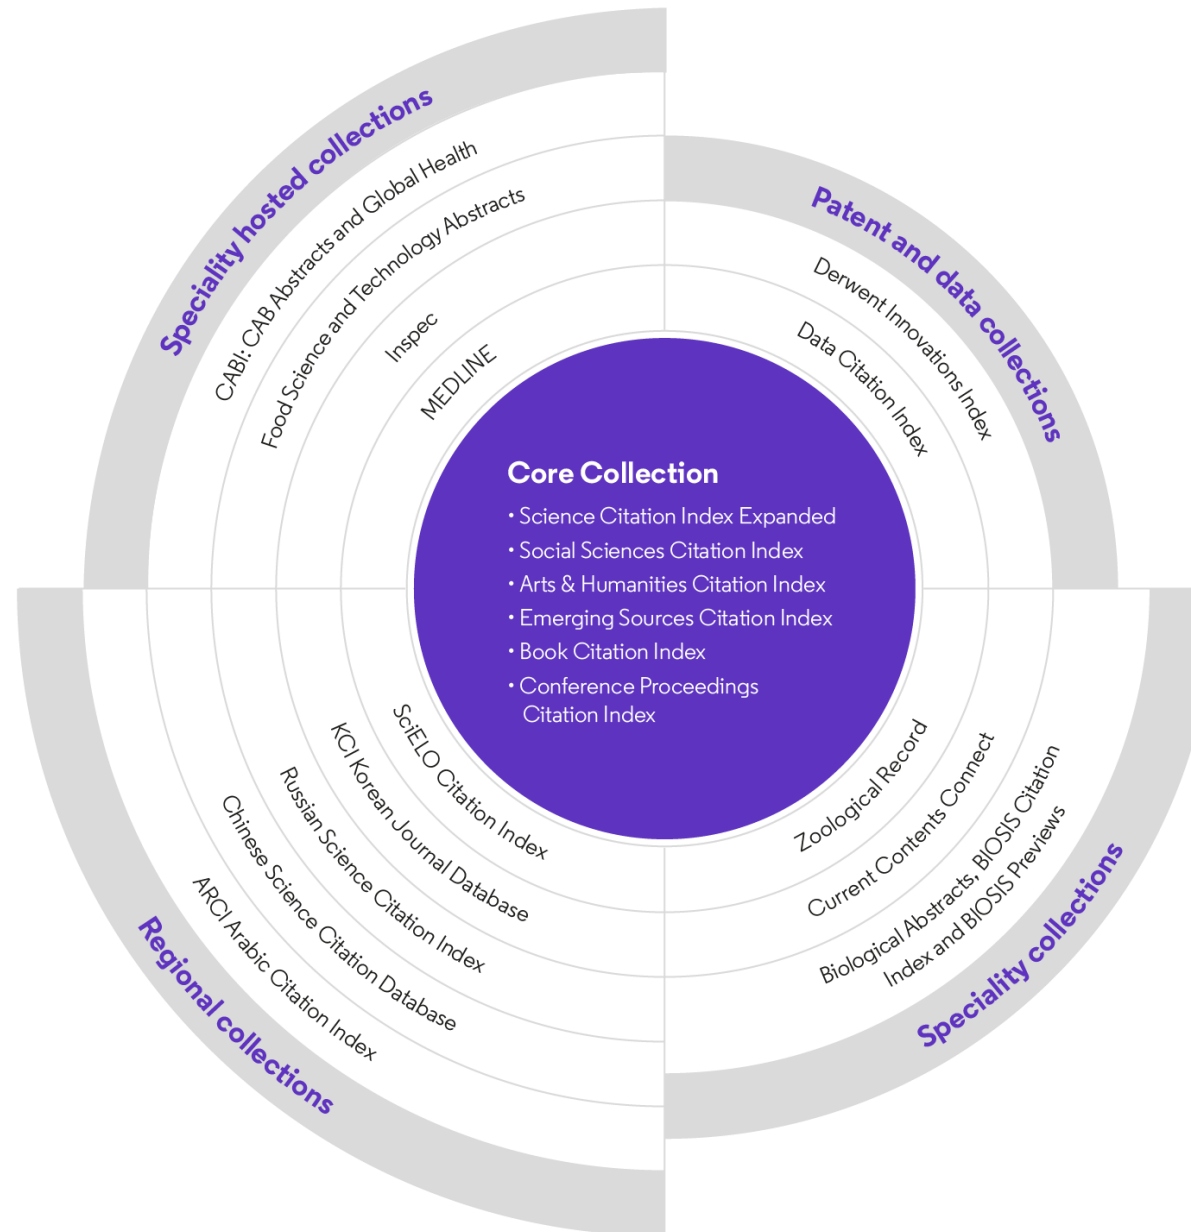 Speciality hosted collections
CABI: CAB Abstracts and Global Health
Food Science and Technology Abstracts
Inspec
MEDLINE
Patent and data collections
Derwent Innovations Index
Data Citation Index
Core Collection
• Science Citation Index Expanded
• Social Sciences Citation Index
• Arts & Humanities Citation Index
• Emerging Sources Citation Index
• Book Citation Index
• Conference Proceedings
Citation Index
SciELO Citation Index
KCI Korean Journal Database
Russian Science Citation Index
Chinese Science Citation Database
ARCI Arabic Citation Index
Regional collections
Zoological Record
Current Contents Connect
Biological Abstracts, BIOSIS Citation
Index and BIOSIS Previews
Speciality collections